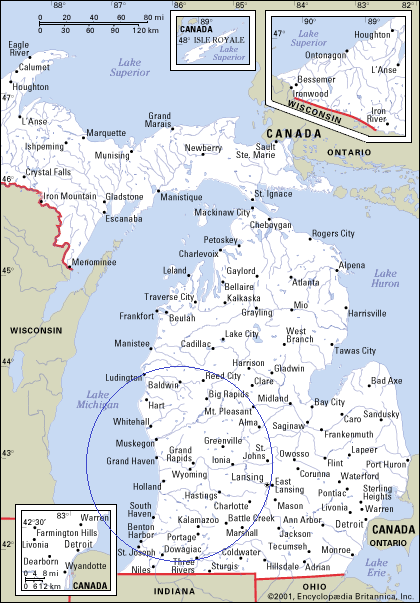 88°
86°
84°
0 20 40 60 80 mi
0 40 80 km
89°
CANADA
48° ISLE ROYALE
Lake
Superior
90°
89°
47°
Lake
Superior
Houghton
Ontonagon
L'Anse
Bessemer
Ironwood
WISCONSIN
Iron
River
82°
Eagle
River
Calumet
Houghton
47°
Lake
Superior
L'Anse
Ishpeming
Marquette
Munising
Grand
Marais
Newberry
Sault
Ste. Marie
CANADA
ONTARIO
Crystal Falls
46°
Iron Mountain
Gladstone
Escanaba
Manistique
St. Ignace
Mackinaw City
Cheboygan
Menominee
Petoskey
Charlevoix
Rogers City
45°
Leland
Gaylord
Bellaire
Alpena
Atlanta
Lake
Huron
Traverse City
Kalkaska
Mio
Frankfort
Beulah
Grayling
Harrisville
WISCONSIN
Lake City
West
Branch
Manistee
Cadillac
Tawas City
44°
Harrison
Gladwin
Ludington
Reed City
Baldwin
Clare
Bad Axe
Lake
Michigan
Hart
Big Rapids
Midland
Bay City
Mt. Pleasant
Caro
Sandusky
Whitehall
Alma
Saginaw
Frankenmuth
43°
Muskegon
Greenville
St.
Johns
Lapeer
Grand Haven
Grand
Rapids
Ionia
Owosso
Flint
Port Huron
Wyoming
Corunna
Waterford
Holland
Lansing
East
Lansing
Pontiac
Sterling
Heights
Hastings
Mason
Livonia
Warren
South
Haven
Charlotte
Kalamazoo
Battle Creek
Ann Arbor
Detroit
Benton
Harbor
Portage
Marshall
Jackson
CANADA
ONTARIO
42°
St. Joseph
Dowagiac
Coldwater
Tecumseh
Monroe
Niles
Three
Rivers
Sturgis
Hillsdale
Adrian
Lake
Erie
INDIANA
OHIO
83°
42°30'
Warren
Farmington Hills
Livonia
Detroit
Dearborn
Wyandotte
0 4 8 mi
0 6 12 km
CANADA
©2001, Encyclopædia Britannica, Inc.